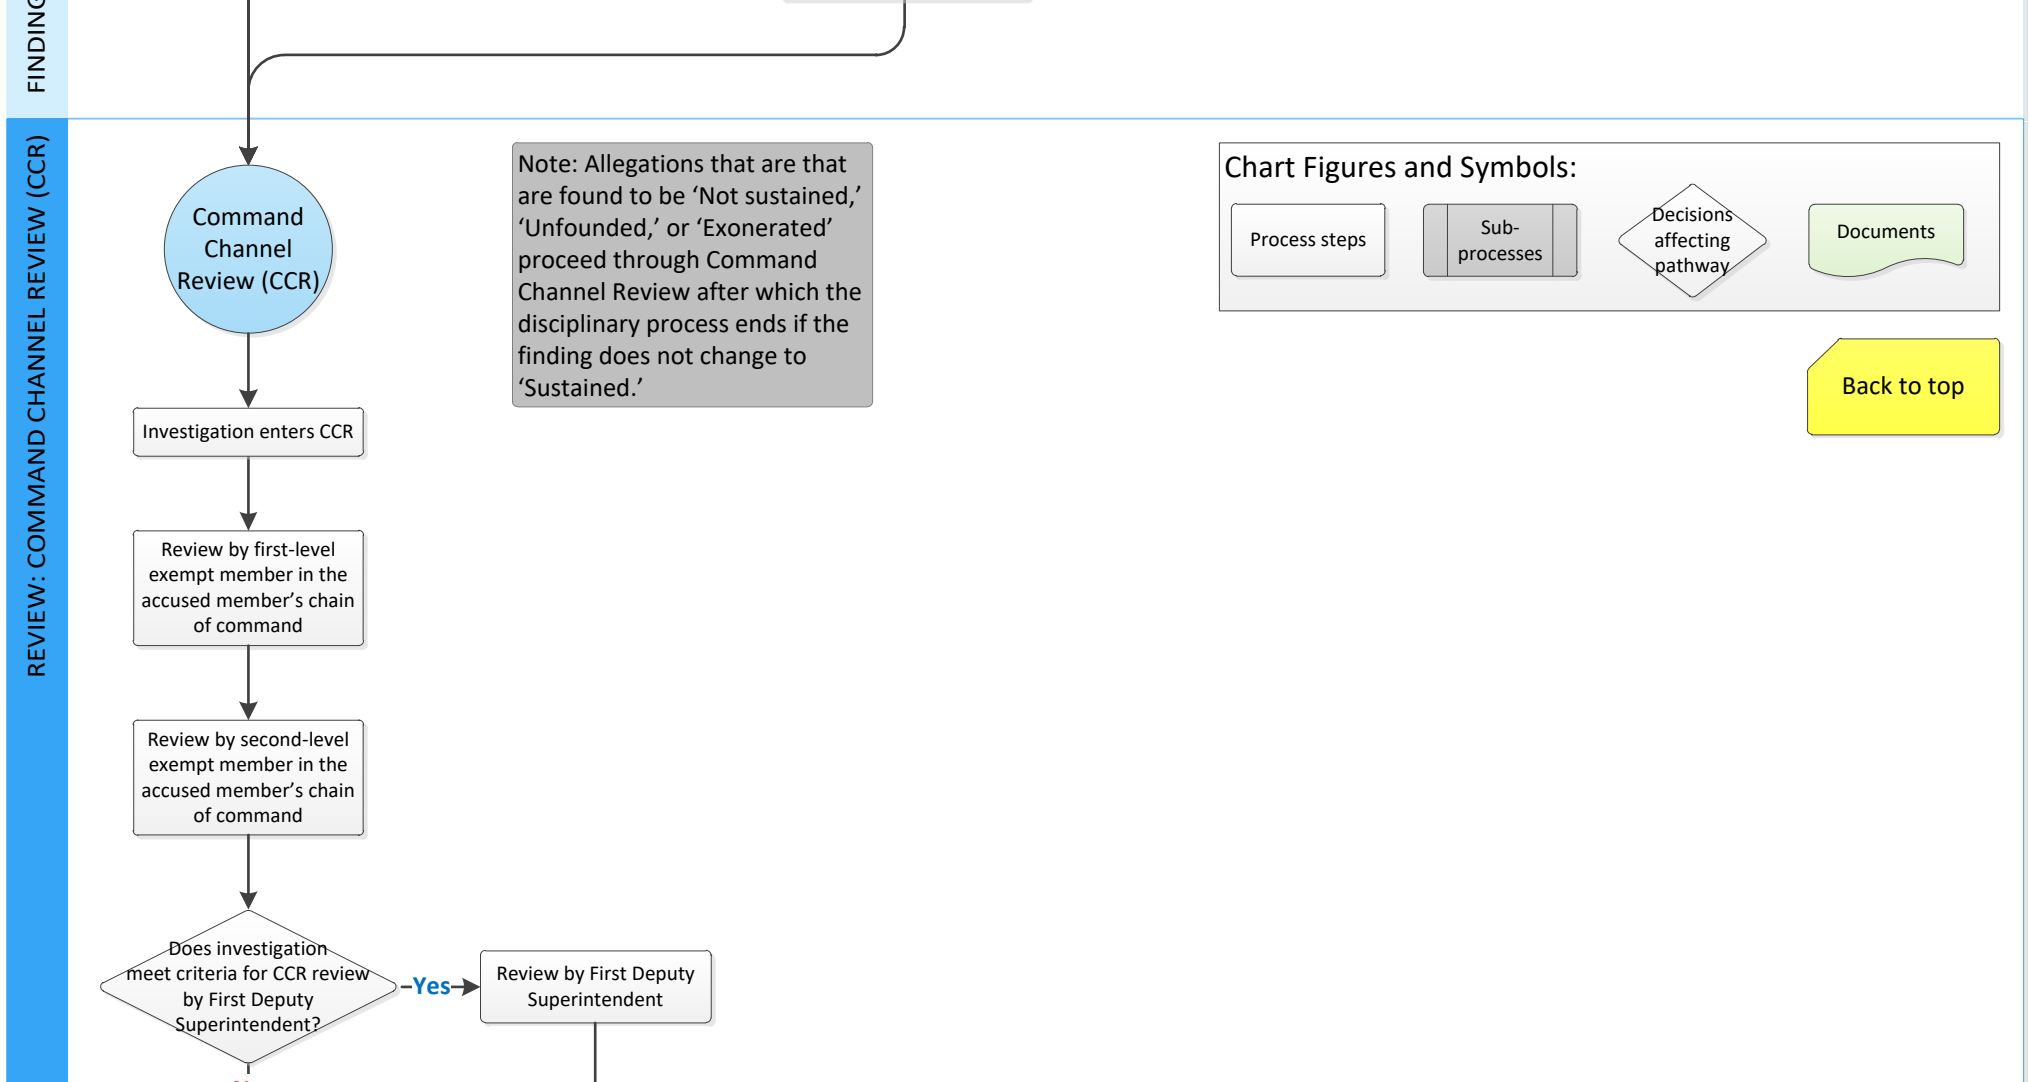 FINDING
REVIEW: COMMAND CHANNEL REVIEW (CCR)
Command
Channel
Review (CCR)
Note: Allegations that are that
are found to be ‘Not sustained,’
‘Unfounded,’ or ‘Exonerated’
proceed through Command
Channel Review after which the
disciplinary process ends if the
finding does not change to
‘Sustained.’
Chart Figures and Symbols:
Process steps
Sub-
processes
Decisions
affecting
pathway
Documents
Back to top
Investigation enters CCR
Review by first-level
exempt member in the
accused member’s chain
of command
Review by second-level
exempt member in the
accused member’s chain
of command
Does investigation
meet criteria for CCR review
by First Deputy
Superintendent?
Yes
Review by First Deputy
Superintendent